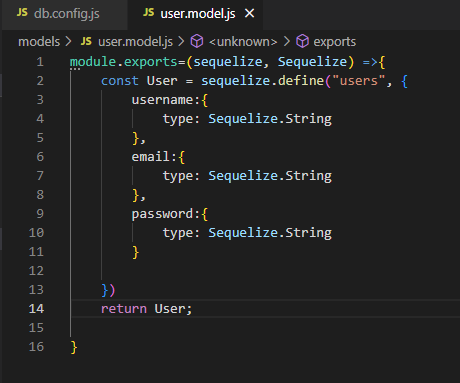 JS db.config.js JS user.model.js ×
models > JS user.model.js > <unknown> > exports
1 module.exports=(sequelize, Sequelize) =>{
2 const User = sequelize.define("users", {
3 username:{
4 type: Sequelize.String
5 },
6 email:{
7 type: Sequelize.String
8 },
9 password:{
10 type: Sequelize.String
11 }
12
13 })
14 return User;
15
16 }